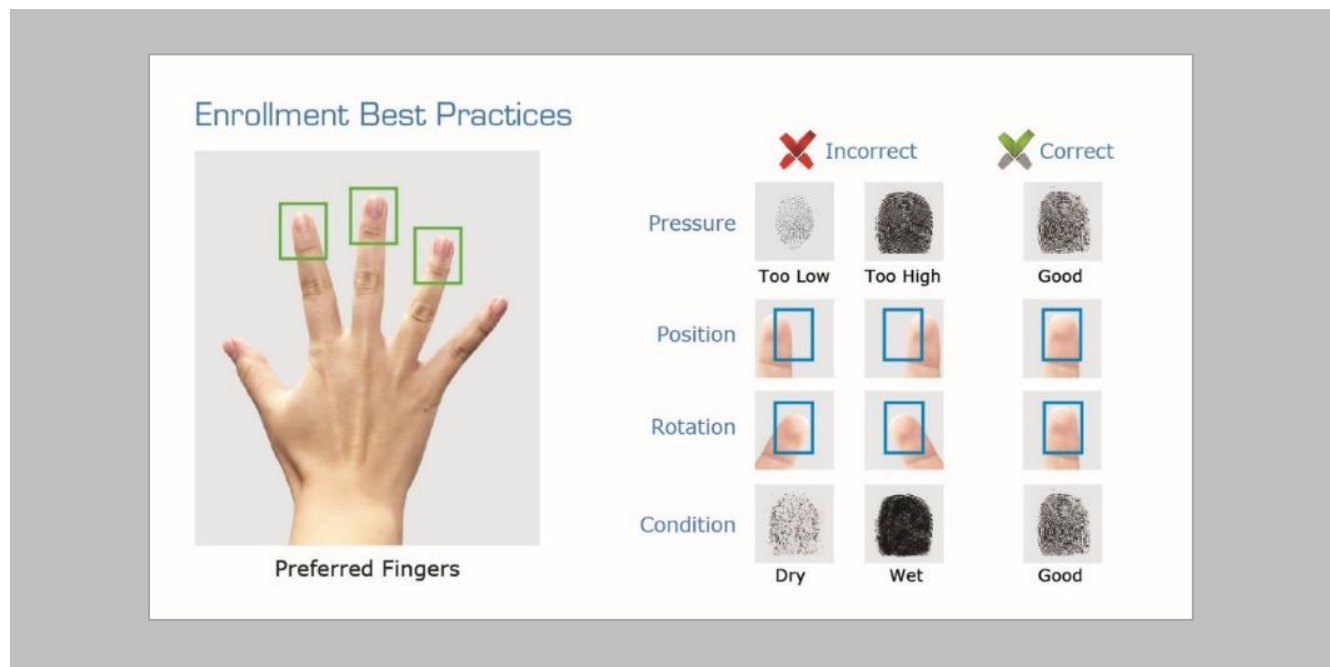 Enrollment Best Practices
Incorrect
Correct
Pressure
Too Low
Too High
Good
Position
Rotation
Condition
Dry
Wet
Good
Preferred Fingers